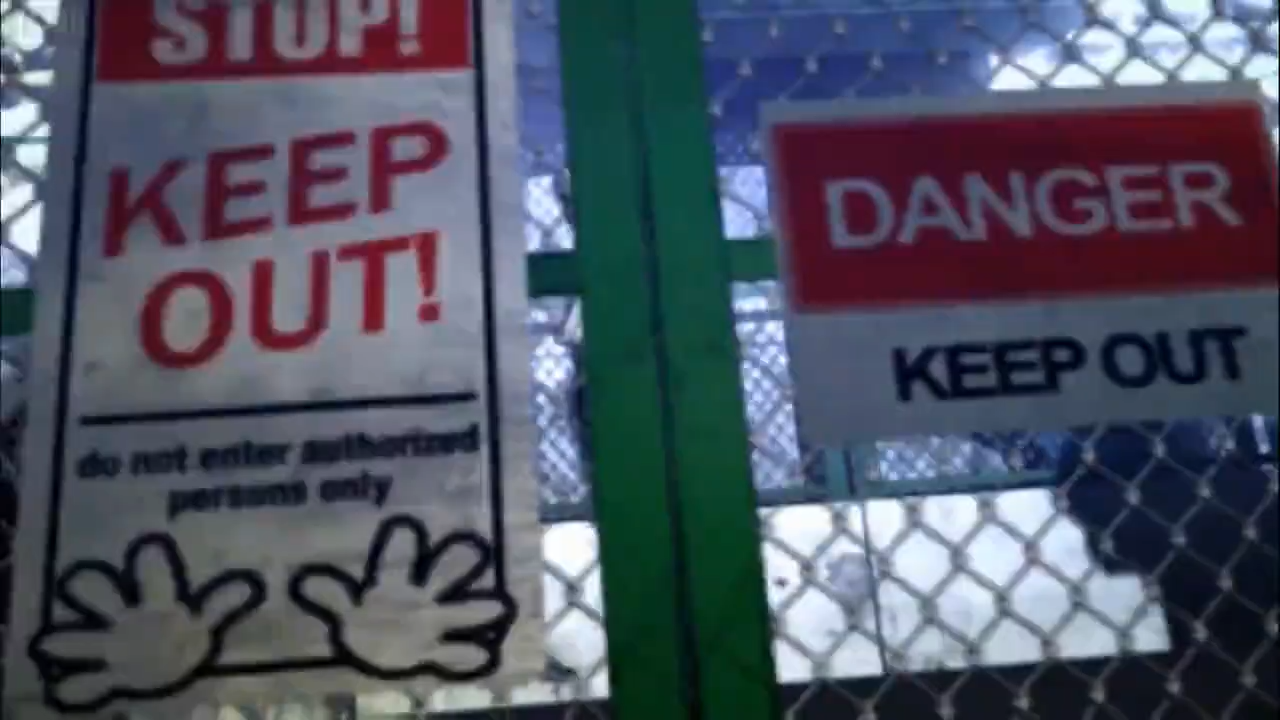 STOP!
KEEP
OUT!
do not enter authorized
persons only
DANGER
KEEP OUT